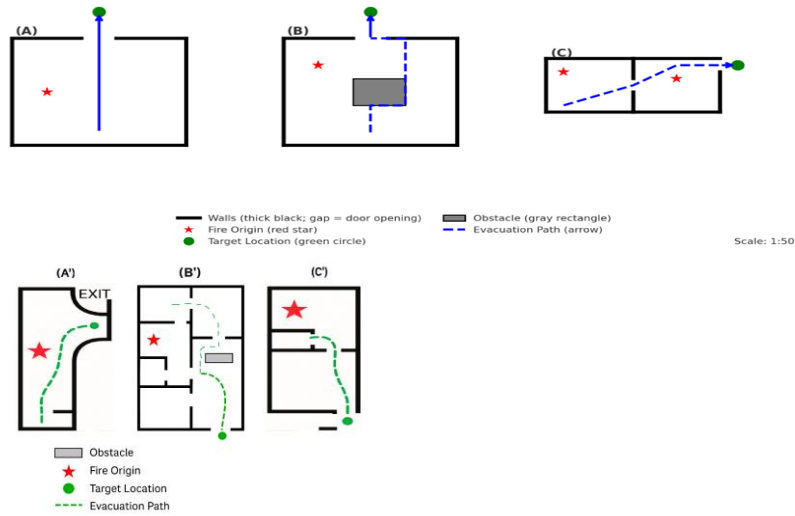 (A)
(B)
(C)
Walls (thick black; gap = door opening)
Obstacle (gray rectangle)
Fire Origin (red star)
Evacuation Path (arrow)
Target Location (green circle)
Scale: 1:50
(A')
(B')
(C')
EXIT
Obstacle
Fire Origin
Target Location
Evacuation Path